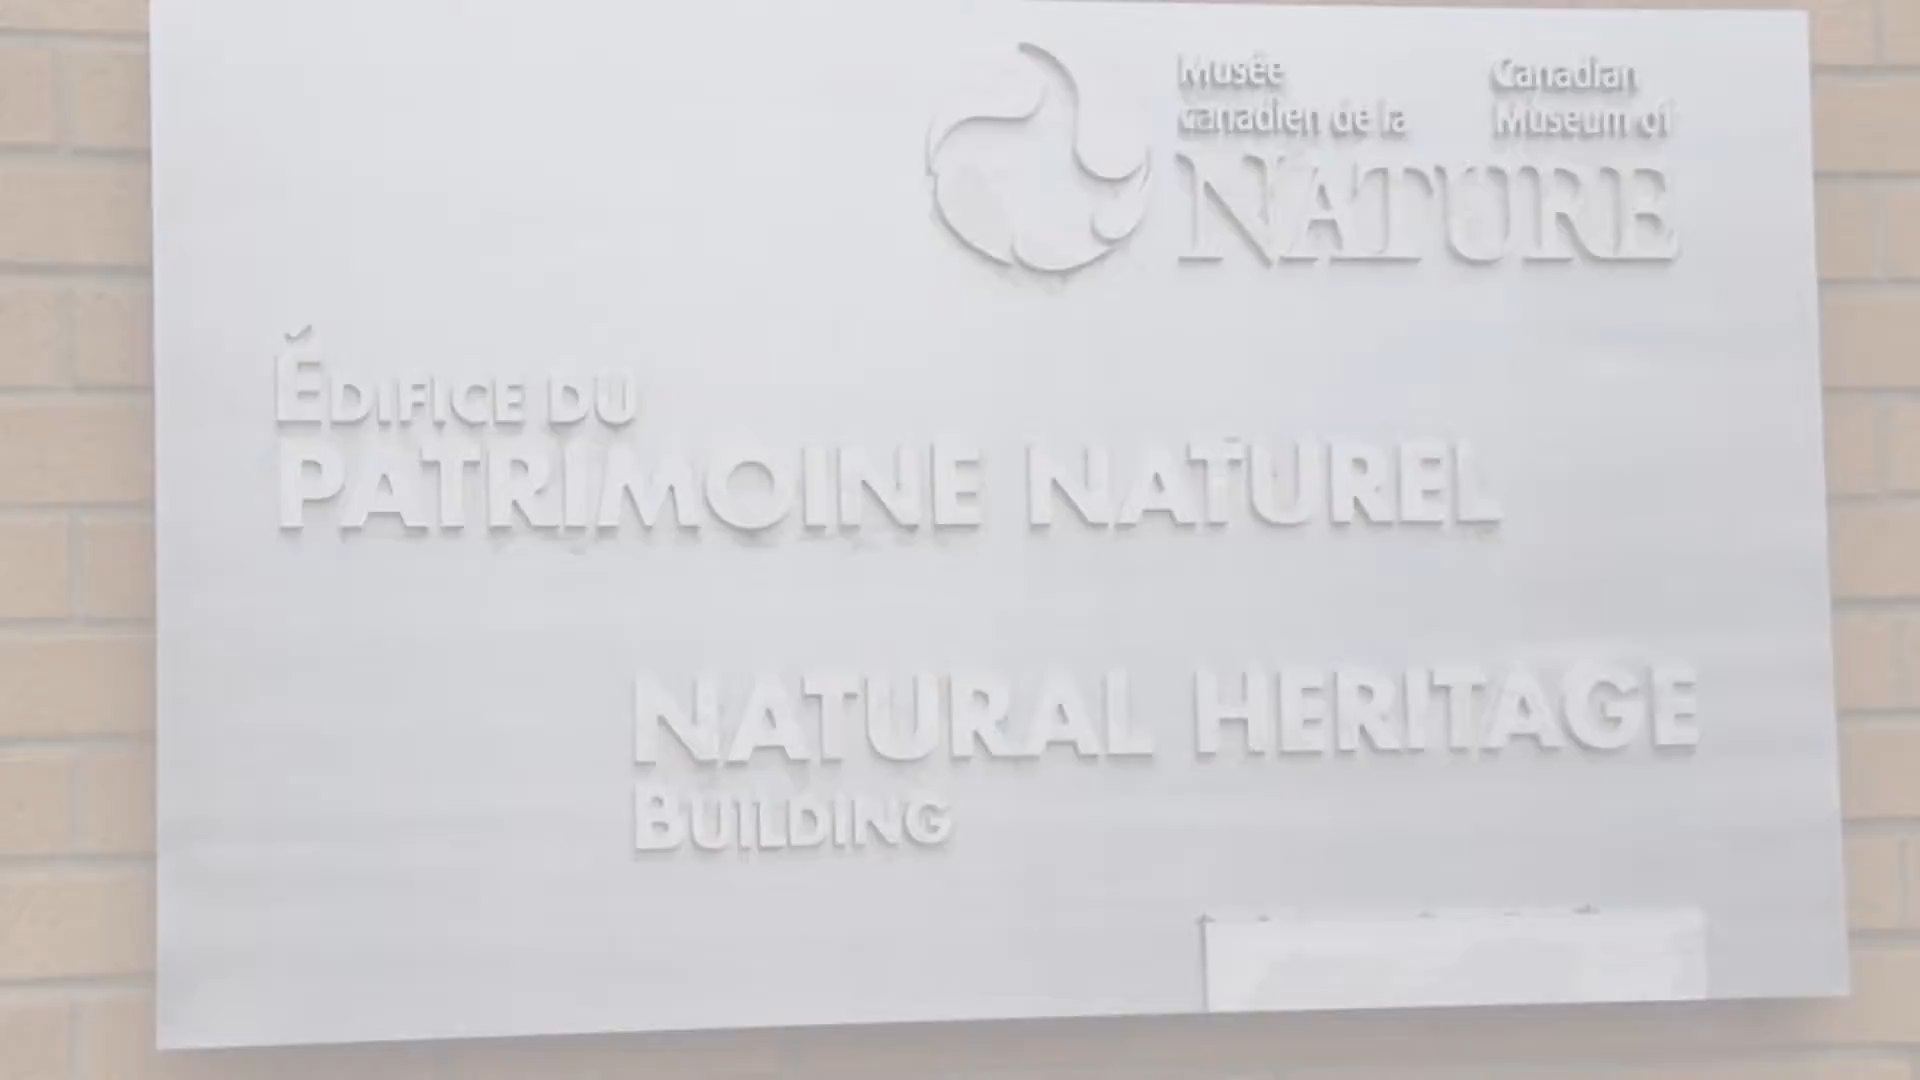 Musée
Canadien de la
Canadian
Museum of
NATURE
ÉDIFICE DU
PATRIMOINE NATUREL
NATURAL HERITAGE
BUILDING